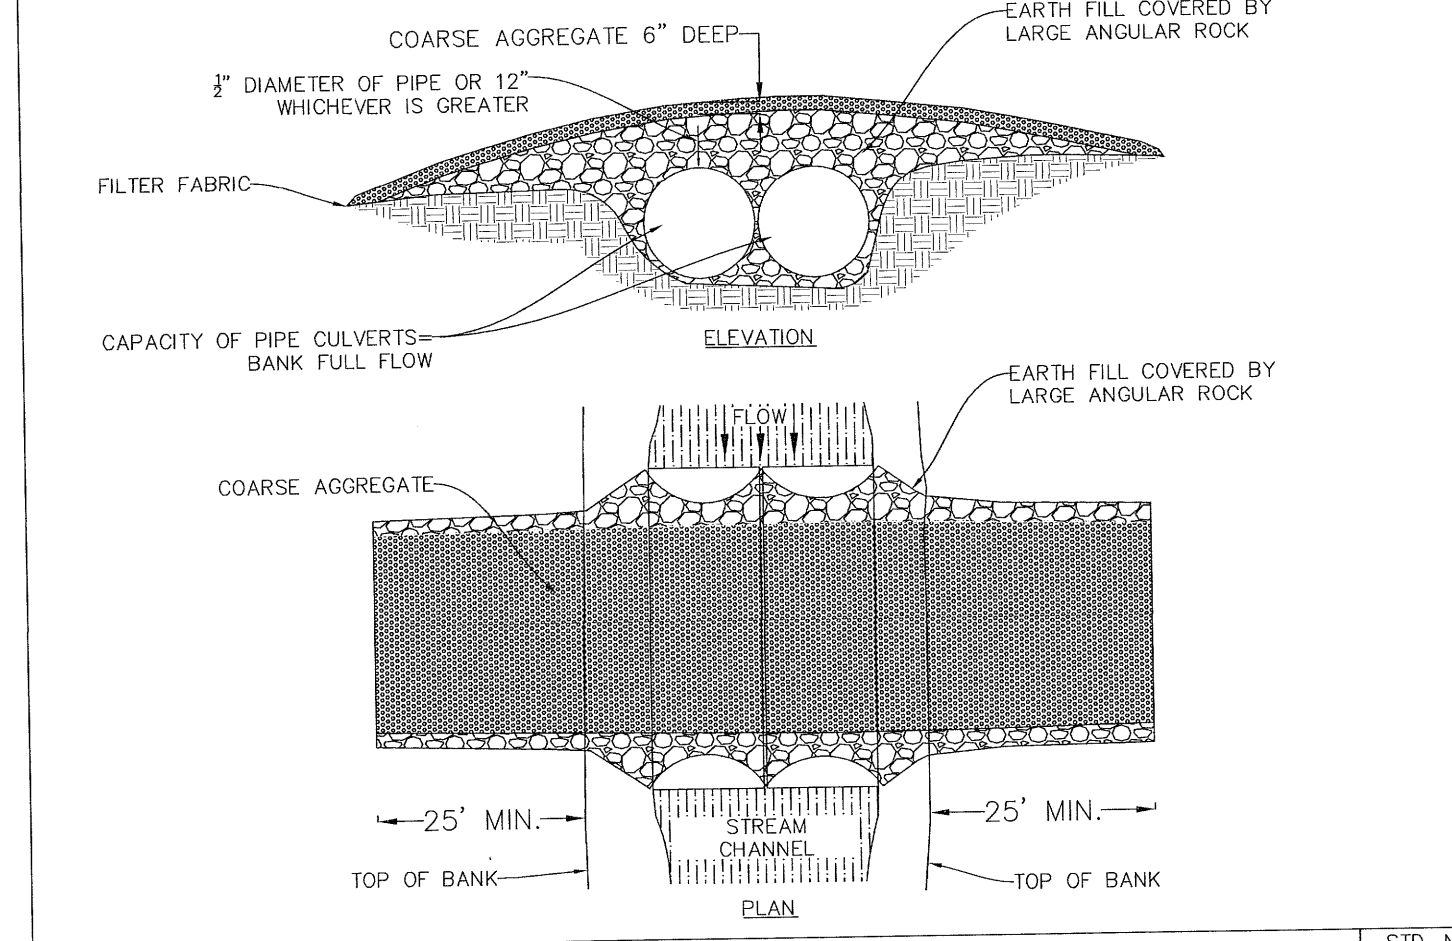 EARTH FILL COVERED BY
LARGE ANGULAR ROCK
COARSE AGGREGATE 6" DEEP
½" DIAMETER OF PIPE OR 12"
WHICHEVER IS GREATER
FILTER FABRIC
CAPACITY OF PIPE CULVERTS=
BANK FULL FLOW
ELEVATION
EARTH FILL COVERED BY
LARGE ANGULAR ROCK
FLOW
COARSE AGGREGATE
25' MIN.
25' MIN.
STREAM
CHANNEL
TOP OF BANK
TOP OF BANK
PLAN
STD. N